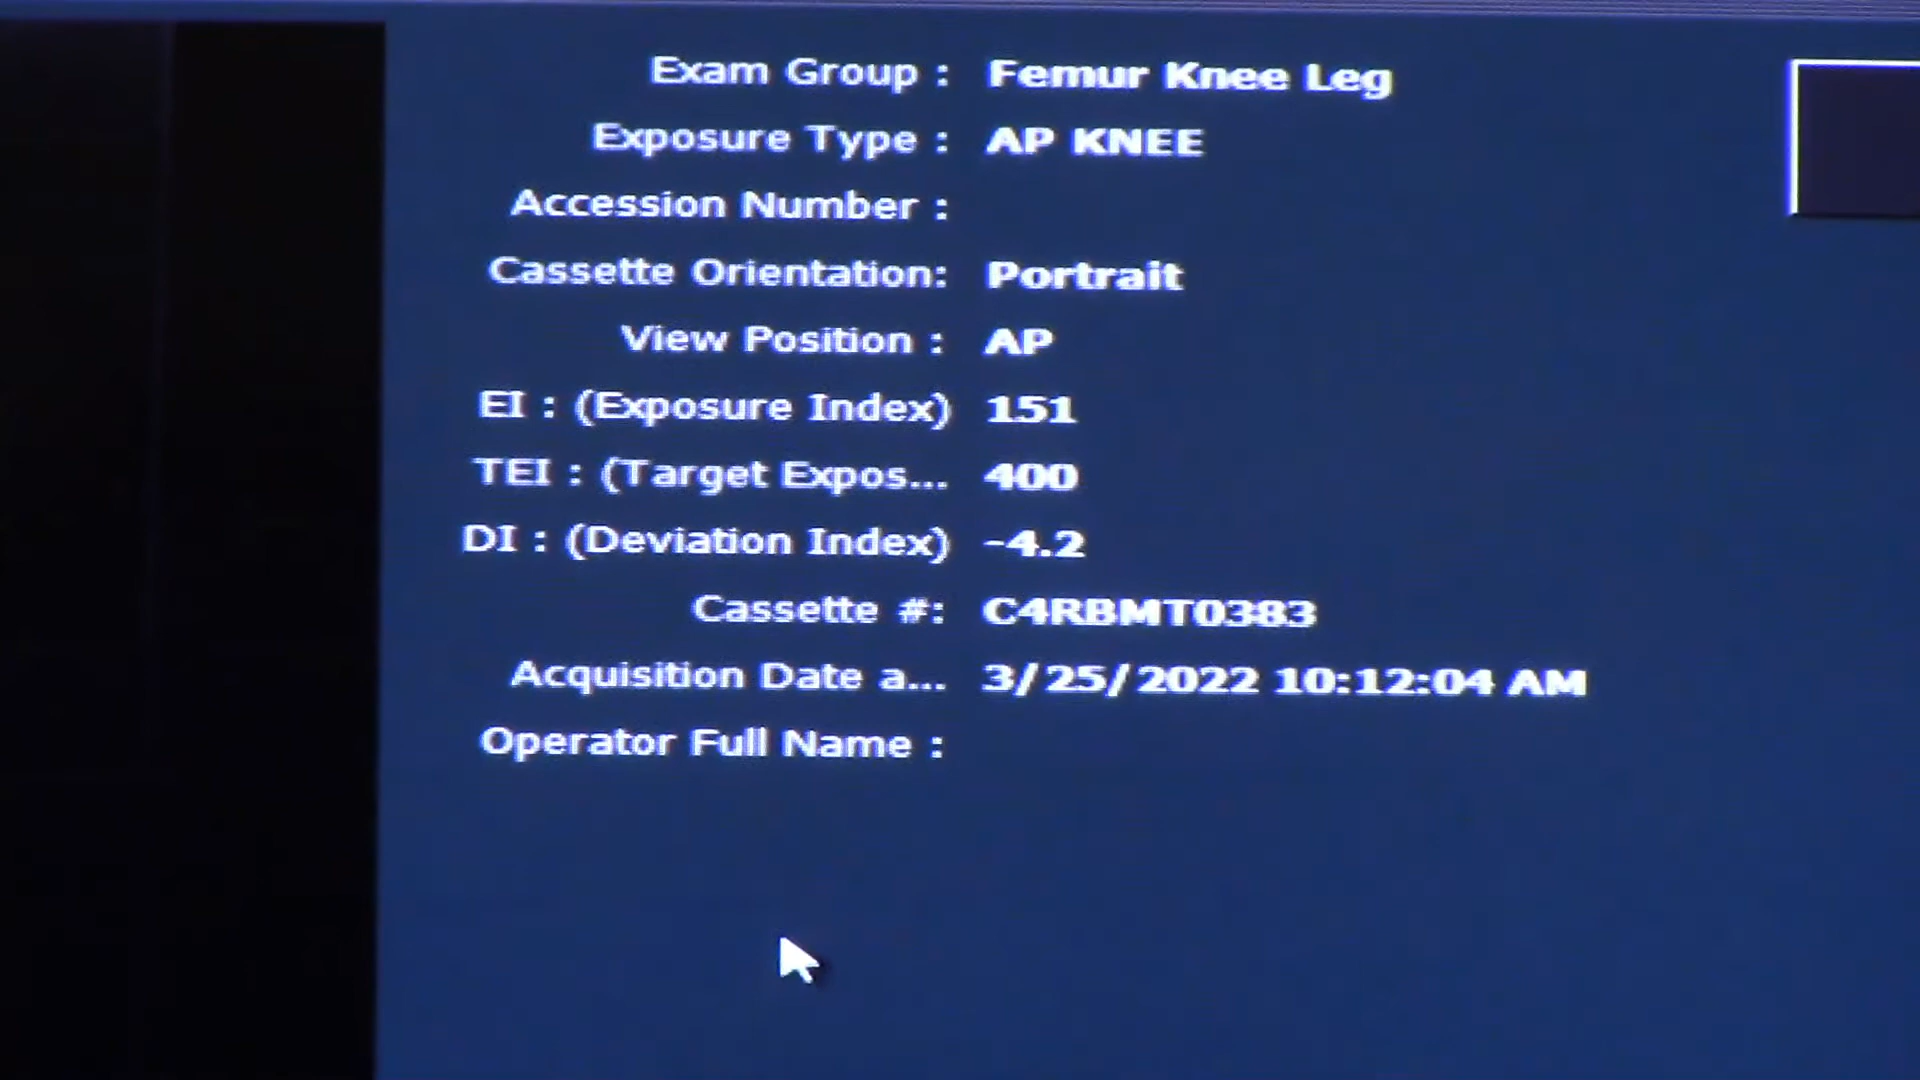 Exam Group : Femur Knee Leg
Exposure Type : AP KNEE
Accession Number :
Cassette Orientation: Portrait
View Position : AP
EI : (Exposure Index) 151
TEI : (Target Expos... 400
DI : (Deviation Index) -4.2
Cassette #: C4RBMT0383
Acquisition Date a... 3/25/2022 10:12:04 AM
Operator Full Name :